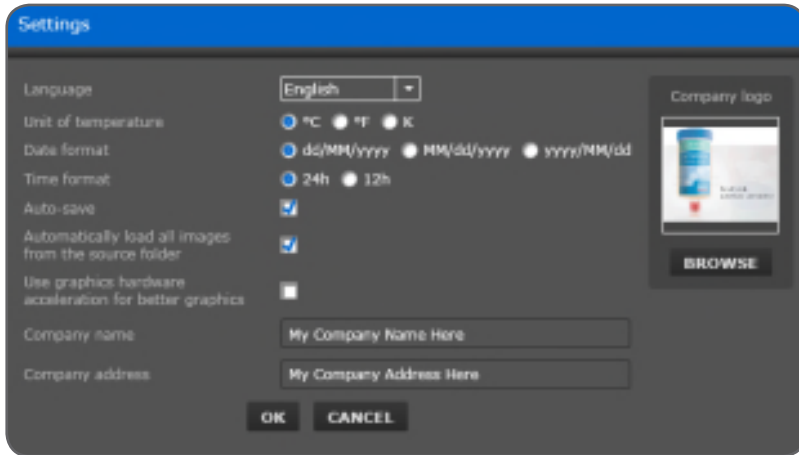 Settings
Language English
Unit of temperature °C °F K
Date format dd/MM/yyyy MM/dd/yyyy yyyy/MM/dd
Time format 24h 12h
Auto-save
Automatically load all images
from the source folder
Use graphics hardware
acceleration for better graphics
Company name My Company Name Here
Company address My Company Address Here
OK CANCEL
Company logo
BROWSE